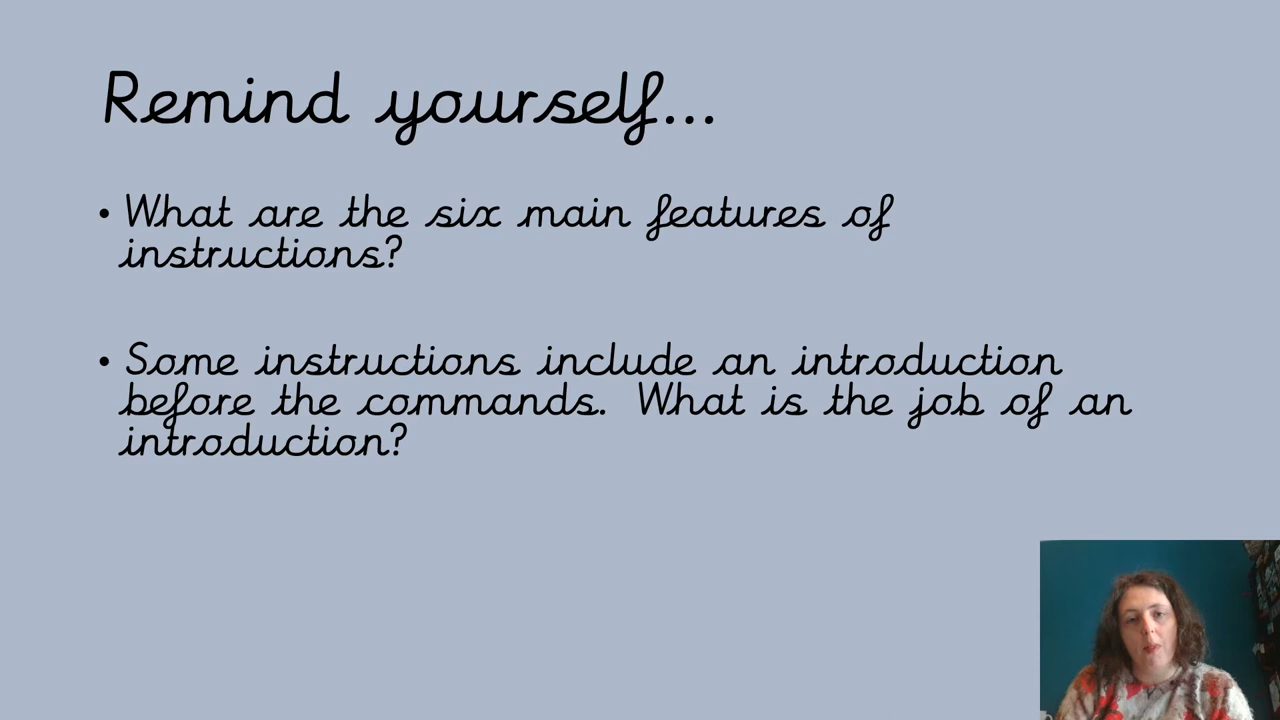 Remind yourself...
• What are the six main features of
instructions?
• Some instructions include an introduction
before the commands. What is the job of an
introduction?